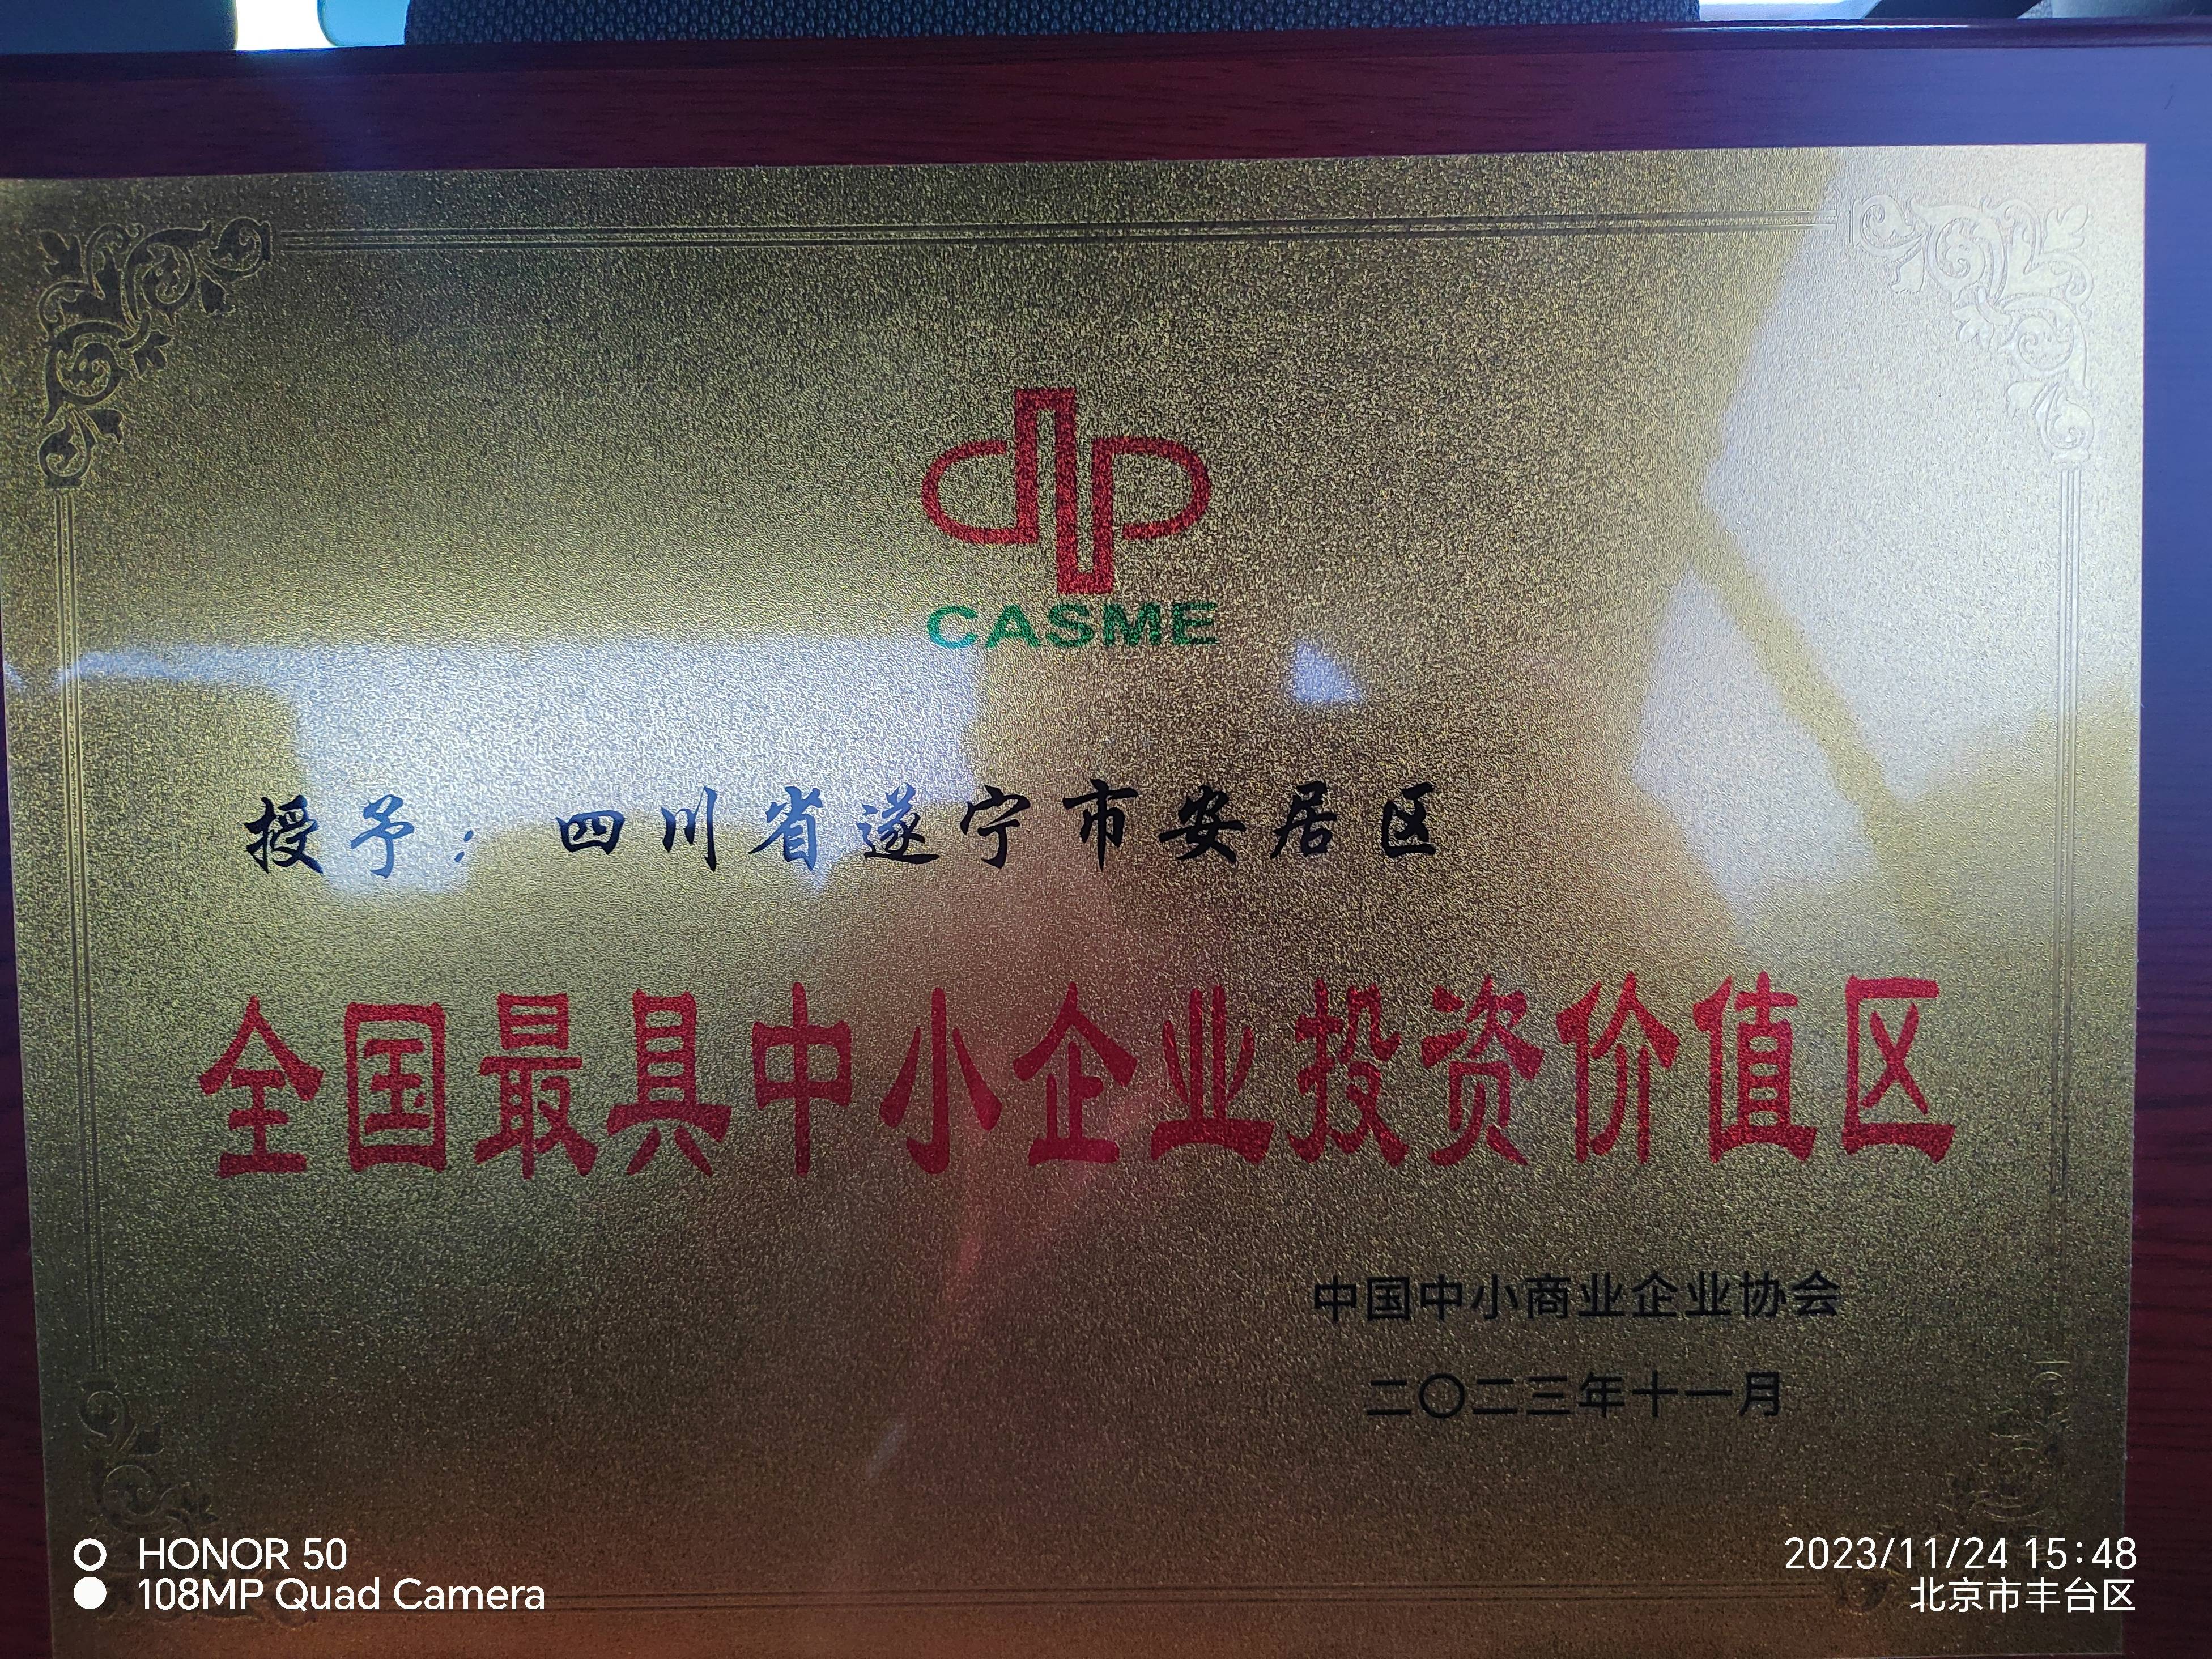 CASME
授予：四川省遂宁市安居区
全国最具中小企业投资价值区
中国中小商业企业协会
二〇二三年十一月
HONOR 50
108MP Quad Camera
2023/11/24 15:48
北京市丰台区